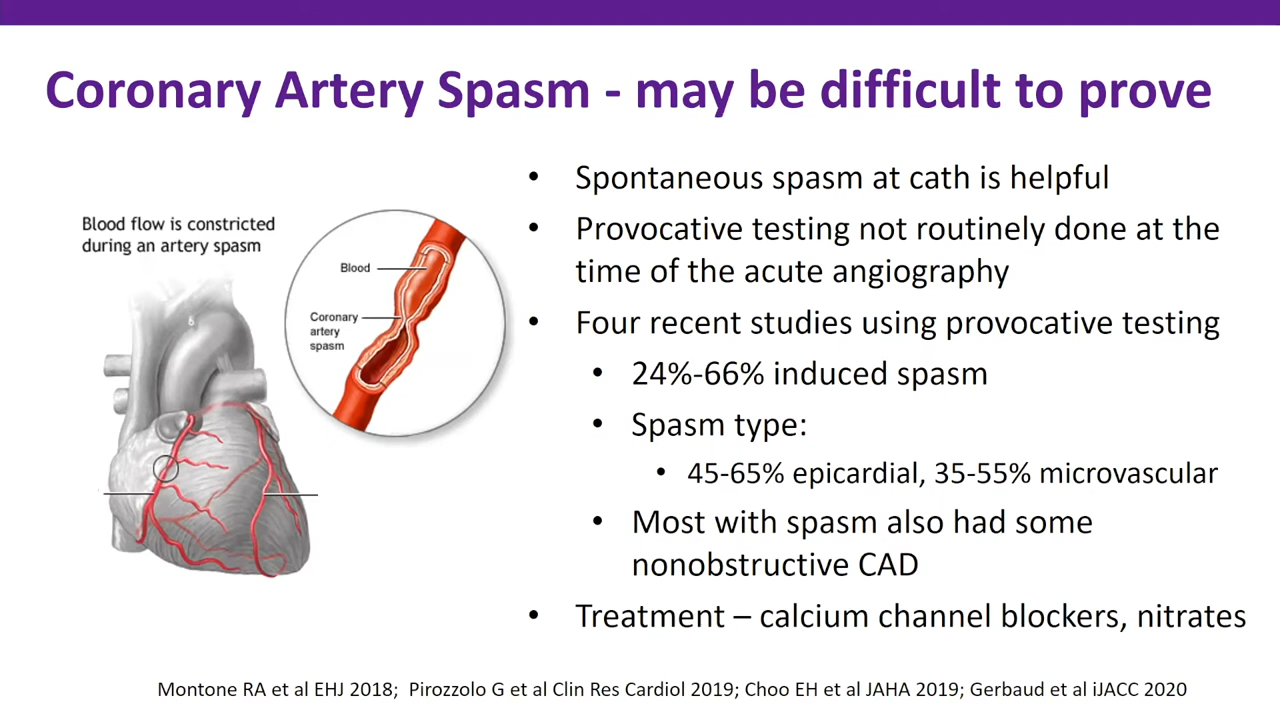 Coronary Artery Spasm - may be difficult to prove
Blood flow is constricted
during an artery spasm
Blood
Coronary
artery
spasm
• Spontaneous spasm at cath is helpful
• Provocative testing not routinely done at the
time of the acute angiography
• Four recent studies using provocative testing
• 24%-66% induced spasm
• Spasm type:
• 45-65% epicardial, 35-55% microvascular
• Most with spasm also had some
nonobstructive CAD
• Treatment – calcium channel blockers, nitrates
Montone RA et al EHJ 2018; Pirozzolo G et al Clin Res Cardiol 2019; Choo EH et al JAHA 2019; Gerbaud et al iJACC 2020